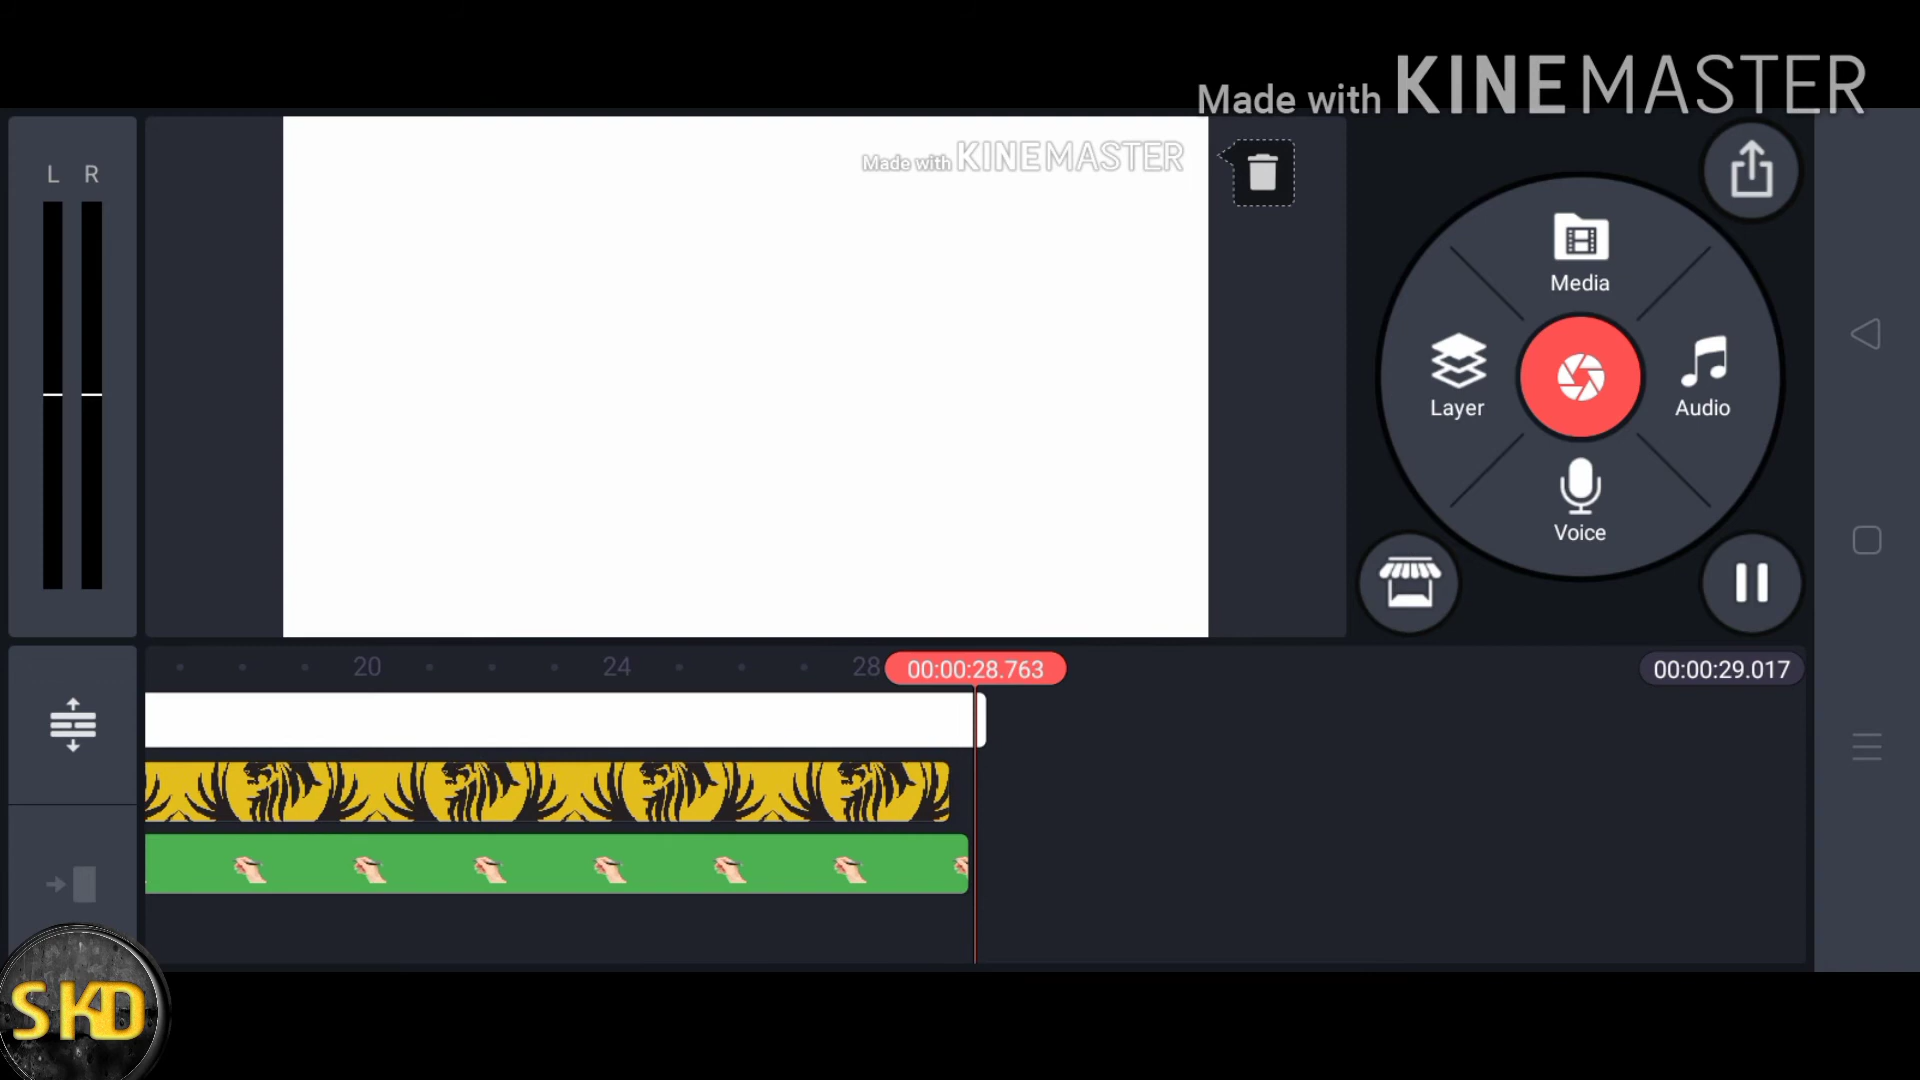 Made with KINEMASTER
L R
Made with KINEMASTER
Media
Layer
Audio
Voice
20 24 28 00:00:28.763 00:00:29.017
SKD